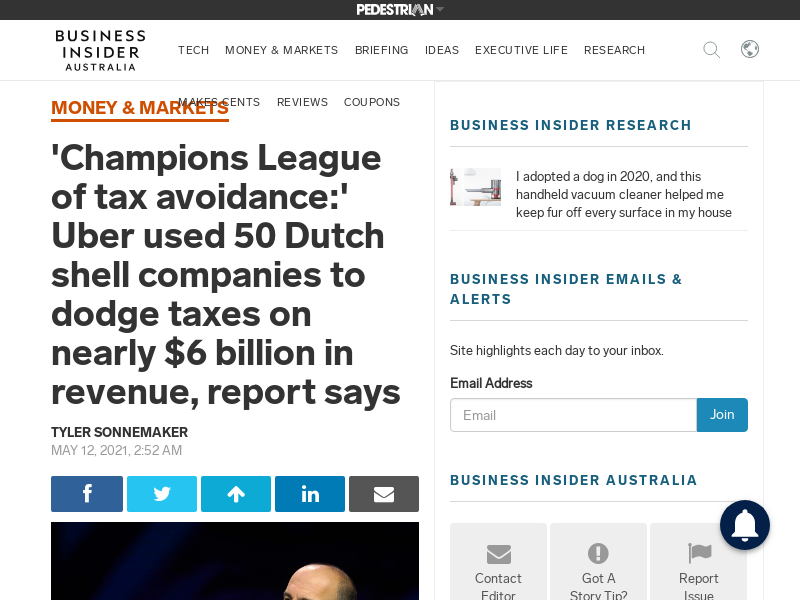 PEDESTRIAN
BUSINESS
INSIDER
AUSTRALIA
TECH MONEY & MARKETS BRIEFING IDEAS EXECUTIVE LIFE RESEARCH
MAKES CENTS REVIEWS COUPONS
MONEY & MARKETS
'Champions League
of tax avoidance:'
Uber used 50 Dutch
shell companies to
dodge taxes on
nearly $6 billion in
revenue, report says
TYLER SONNEMAKER
MAY 12, 2021, 2:52 AM
BUSINESS INSIDER RESEARCH
I adopted a dog in 2020, and this
handheld vacuum cleaner helped me
keep fur off every surface in my house
BUSINESS INSIDER EMAILS &
ALERTS
Site highlights each day to your inbox.
Email Address
Email
Join
BUSINESS INSIDER AUSTRALIA
Contact
Editor
Got A
Story Tip?
Report
Issue